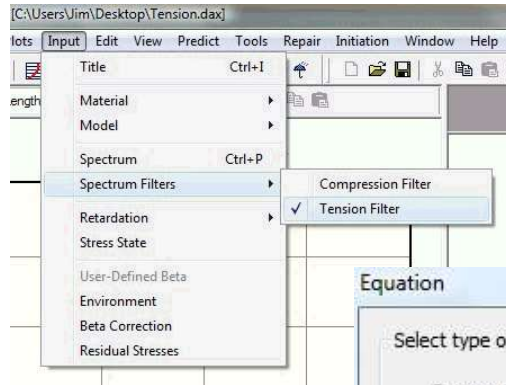 [C:\Users\Jim\Desktop\Tension.dax]
lots Input Edit View Predict Tools Repair Initiation Window Help
ength
Title Ctrl+I
Material
Model
Spectrum Ctrl+P
Spectrum Filters
Compression Filter
✓ Tension Filter
Retardation
Stress State
User-Defined Beta
Environment
Beta Correction
Residual Stresses
Equation
Select type o